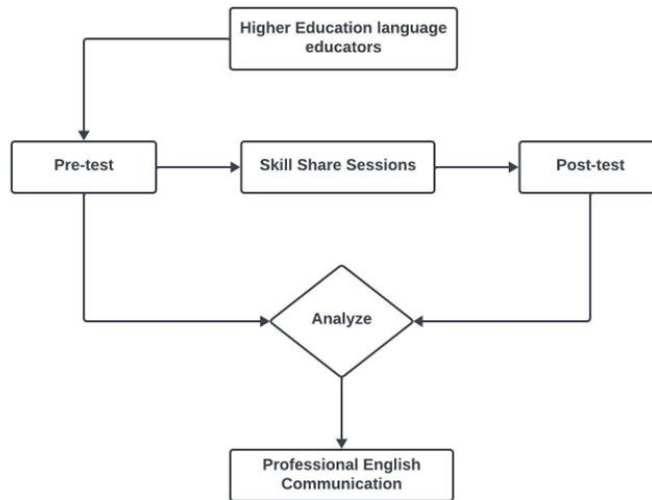 Higher Education language
educators
Pre-test
Skill Share Sessions
Post-test
Analyze
Professional English
Communication